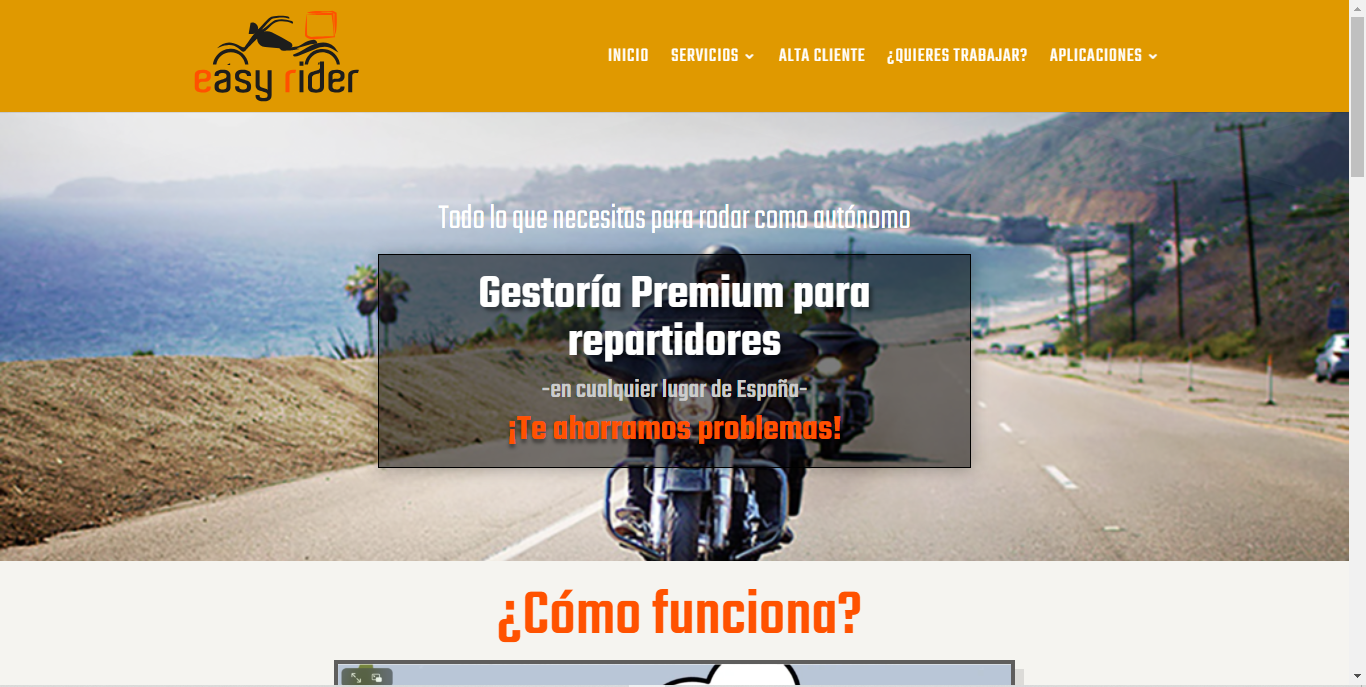 easy rider
INICIO
SERVICIOS
ALTA CLIENTE
¿QUIERES TRABAJAR?
APLICACIONES
Todo lo que necesitas para rodar como autónomo
Gestoría Premium para
repartidores
-en cualquier lugar de España-
¡Te ahorramos problemas!
¿Cómo funciona?